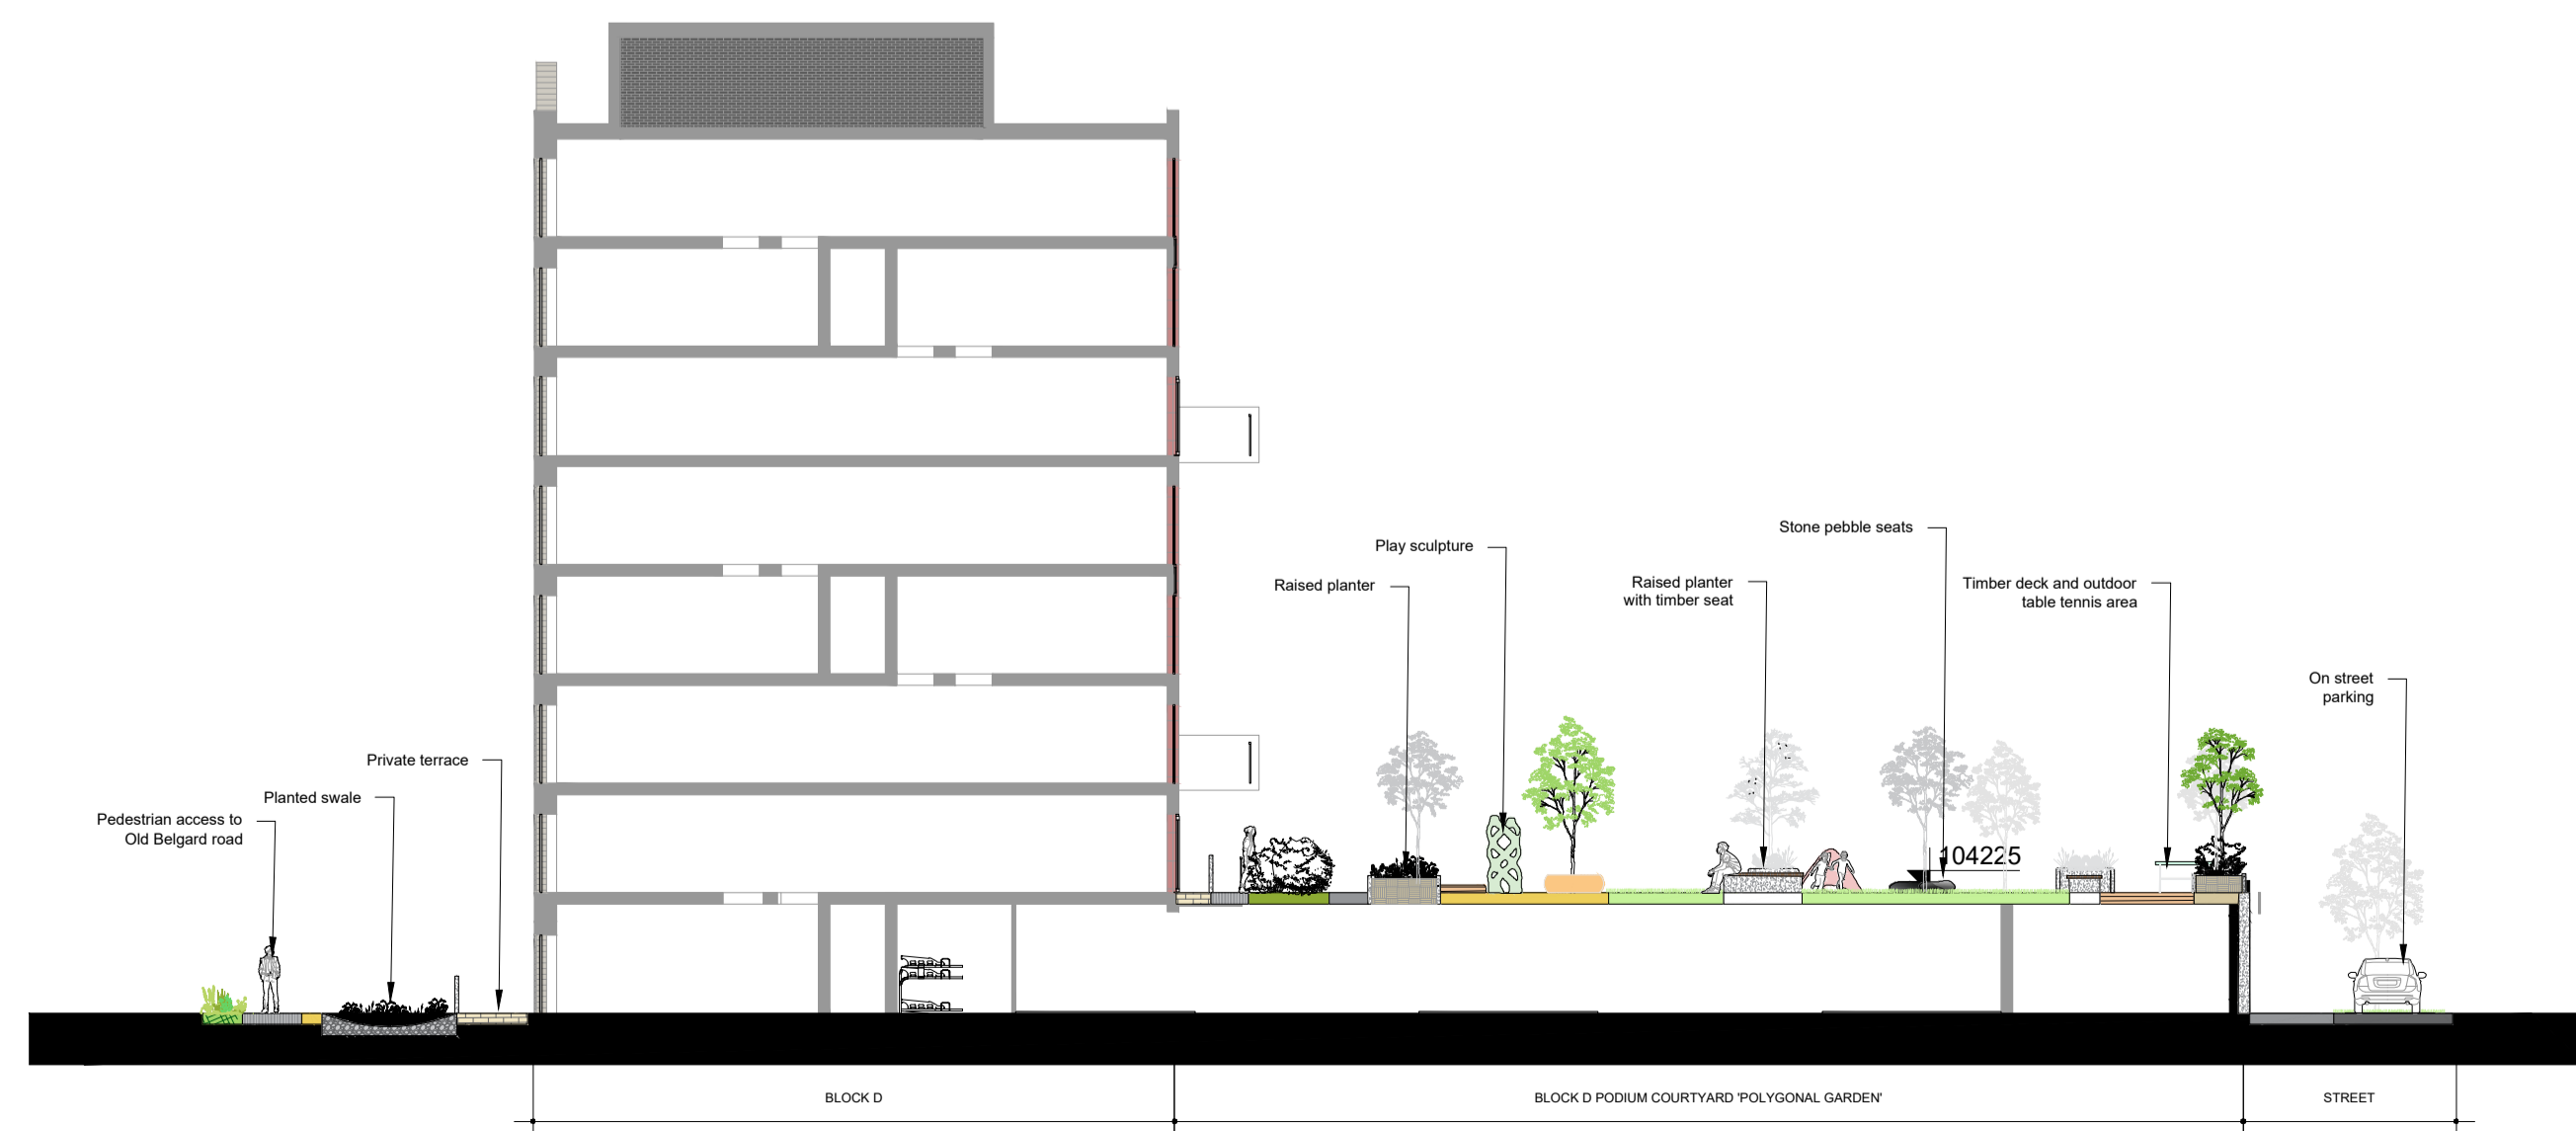 Stone pebble seats
Play sculpture
Raised planter
Raised planter
with timber seat
Timber deck and outdoor
table tennis area
On street
parking
Private terrace
Planted swale
Pedestrian access to
Old Belgard road
104225
BLOCK D
BLOCK D PODIUM COURTYARD 'POLYGONAL GARDEN'
STREET